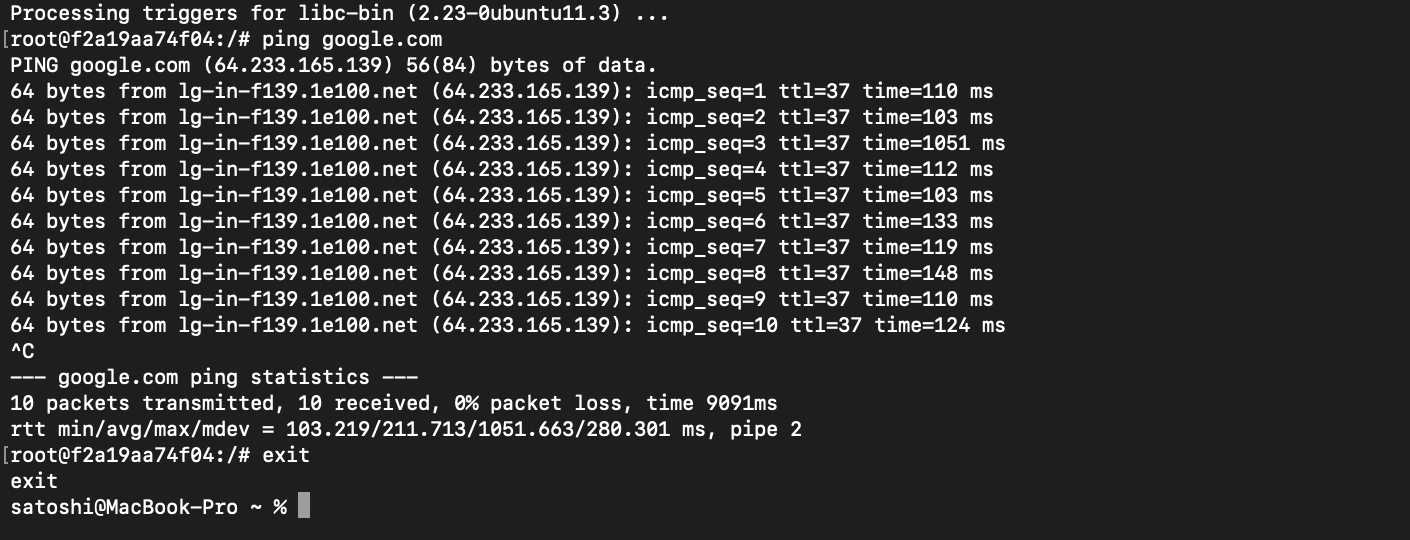 Processing triggers for libc-bin (2.23-0ubuntu11.3) ...
[root@f2a19aa74f04:/# ping google.com
PING google.com (64.233.165.139) 56(84) bytes of data.
64 bytes from lg-in-f139.1e100.net (64.233.165.139): icmp_seq=1 ttl=37 time=110 ms
64 bytes from lg-in-f139.1e100.net (64.233.165.139): icmp_seq=2 ttl=37 time=103 ms
64 bytes from lg-in-f139.1e100.net (64.233.165.139): icmp_seq=3 ttl=37 time=1051 ms
64 bytes from lg-in-f139.1e100.net (64.233.165.139): icmp_seq=4 ttl=37 time=112 ms
64 bytes from lg-in-f139.1e100.net (64.233.165.139): icmp_seq=5 ttl=37 time=103 ms
64 bytes from lg-in-f139.1e100.net (64.233.165.139): icmp_seq=6 ttl=37 time=133 ms
64 bytes from lg-in-f139.1e100.net (64.233.165.139): icmp_seq=7 ttl=37 time=119 ms
64 bytes from lg-in-f139.1e100.net (64.233.165.139): icmp_seq=8 ttl=37 time=148 ms
64 bytes from lg-in-f139.1e100.net (64.233.165.139): icmp_seq=9 ttl=37 time=110 ms
64 bytes from lg-in-f139.1e100.net (64.233.165.139): icmp_seq=10 ttl=37 time=124 ms
^C
--- google.com ping statistics ---
10 packets transmitted, 10 received, 0% packet loss, time 9091ms
rtt min/avg/max/mdev = 103.219/211.713/1051.663/280.301 ms, pipe 2
[root@f2a19aa74f04:/# exit
exit
satoshi@MacBook-Pro ~ %